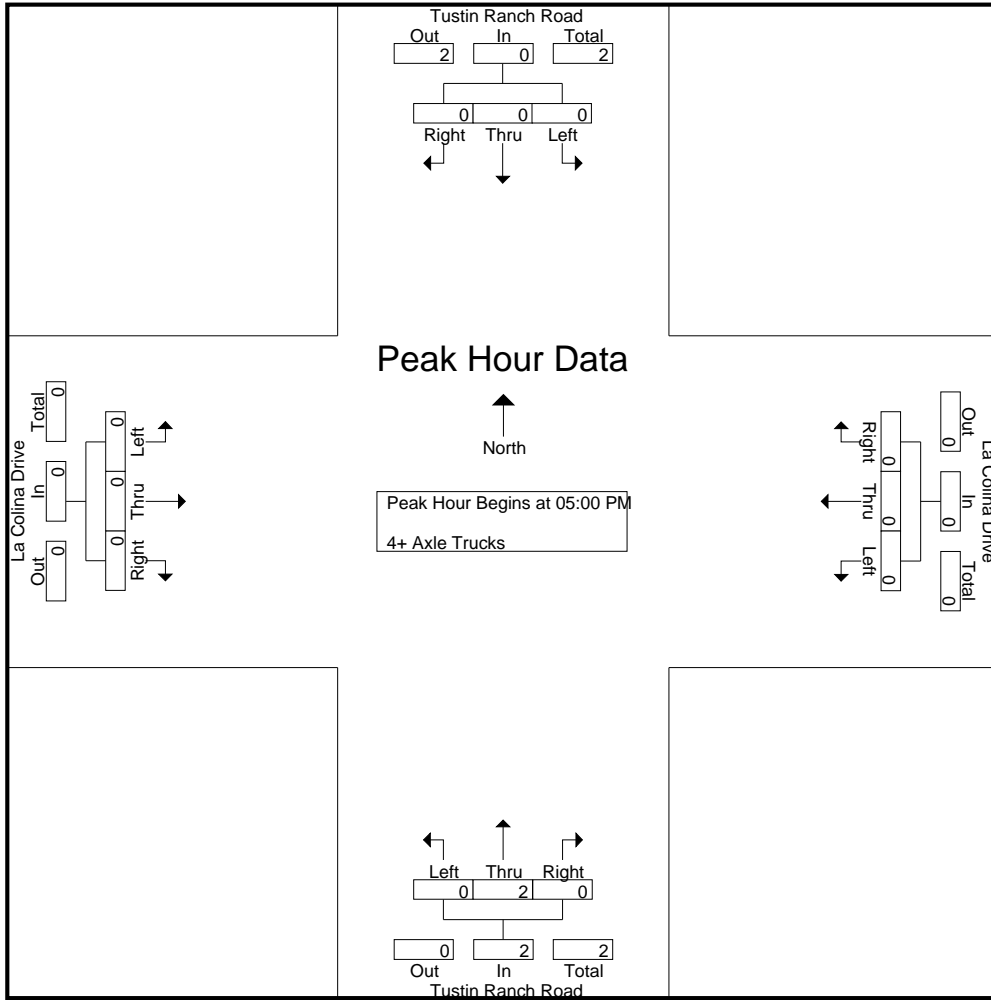 Tustin Ranch Road
Out In Total
2 0 2
0 0 0
Right Thru Left
Peak Hour Data
North
Peak Hour Begins at 05:00 PM
4+ Axle Trucks
La Colina Drive
Out In Total
0 0 0
Right Thru Left
0 0 0
La Colina Drive
Total In Out
0 0 0
0 0 0
Left Thru Right
Left Thru Right
0 2 0
0 2 2
Out In Total
Tustin Ranch Road